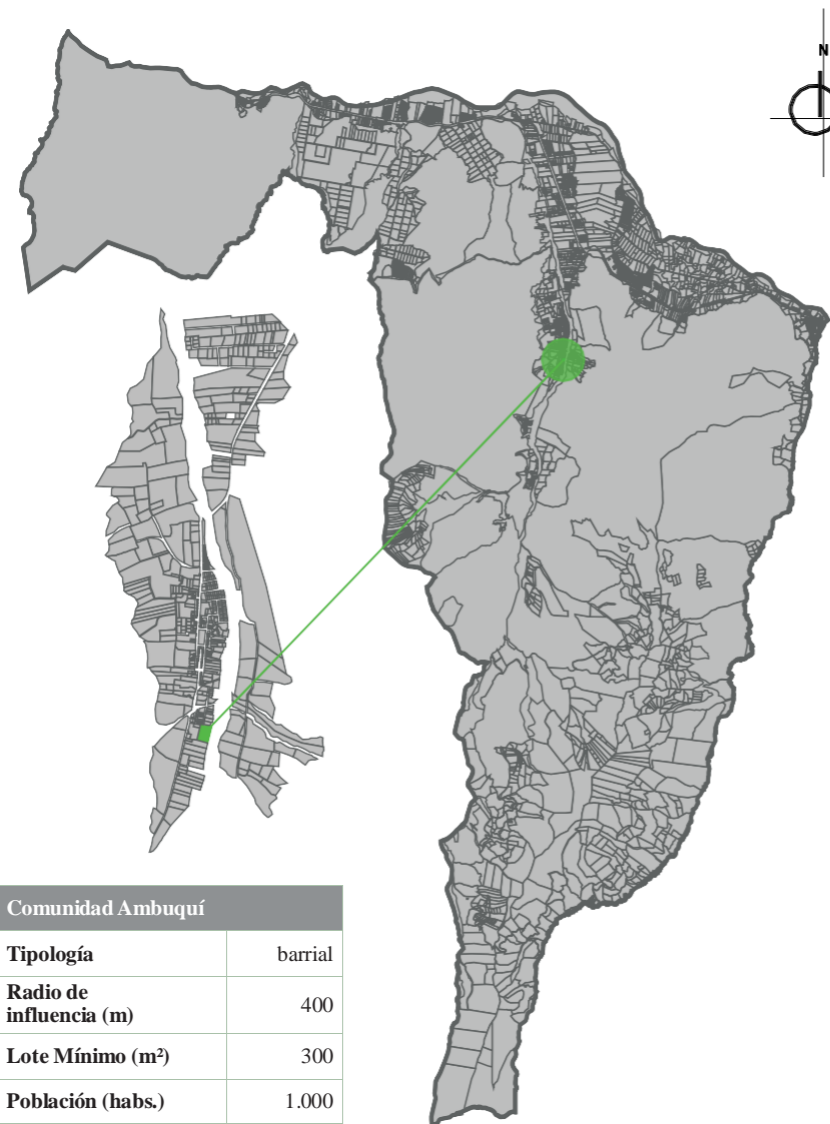 N
Comunidad Ambuquí
Tipología barrial
Radio de
influencia (m) 400
Lote Mínimo (m²) 300
Población (habs.) 1.000